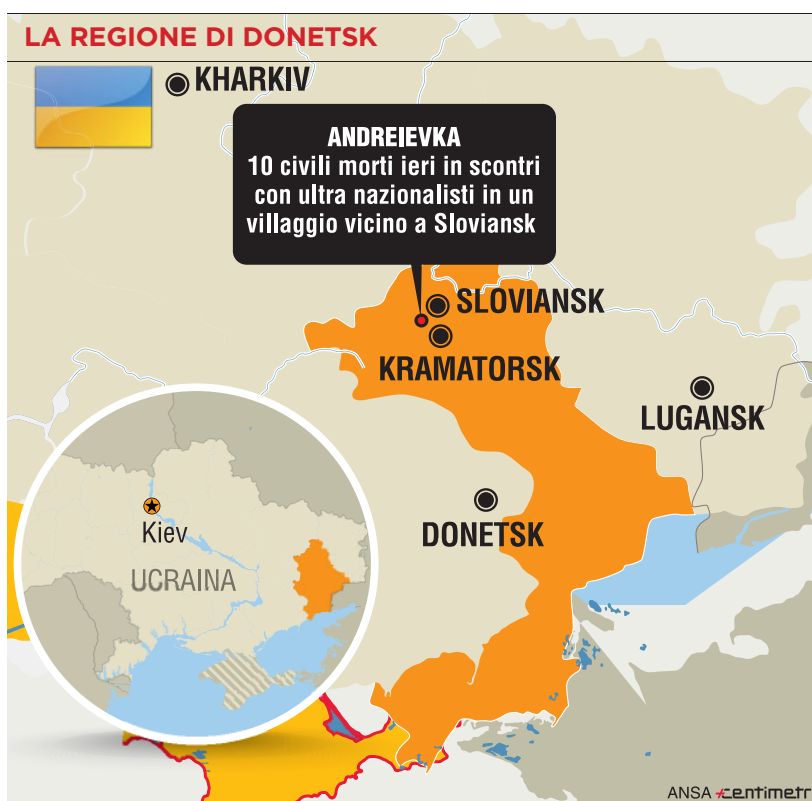 LA REGIONE DI DONETSK
KHARKIV
ANDREIEVKA
10 civili morti ieri in scontri
con ultra nazionalisti in un
villaggio vicino a Sloviansk
SLOVIANSK
KRAMATORSK
LUGANSK
DONETSK
Kiev
UCRAINA
ANSA centimetr